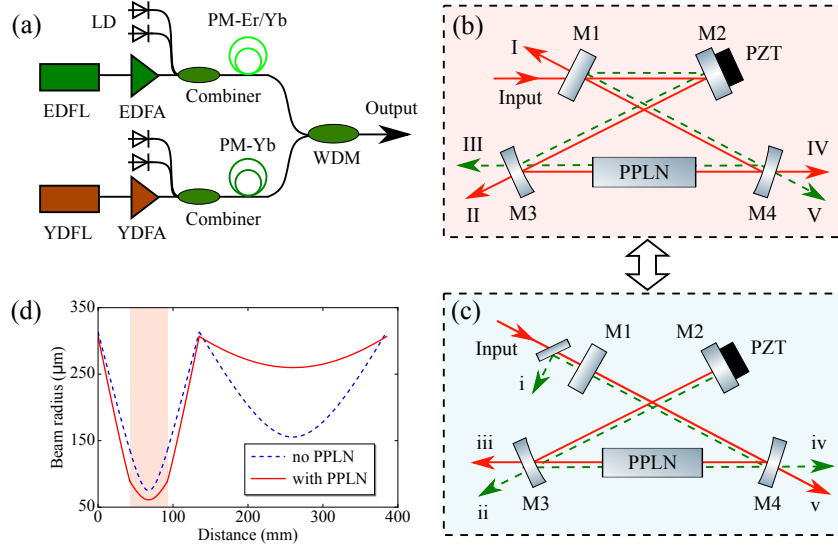 (a)
LD
PM-Er/Yb
EDFL
EDFA
Combiner
Output
WDM
PM-Yb
YDFL
YDFA
Combiner
(b)
M1
M2
PZT
I
Input
III
IV
PPLN
II
M3
M4
V
(c)
Input
M1
M2
PZT
i
iii
iv
PPLN
ii
M3
M4
v
(d)
350
250
150
50
Beam radius (μm)
no PPLN
with PPLN
0
100
200
300
400
Distance (mm)